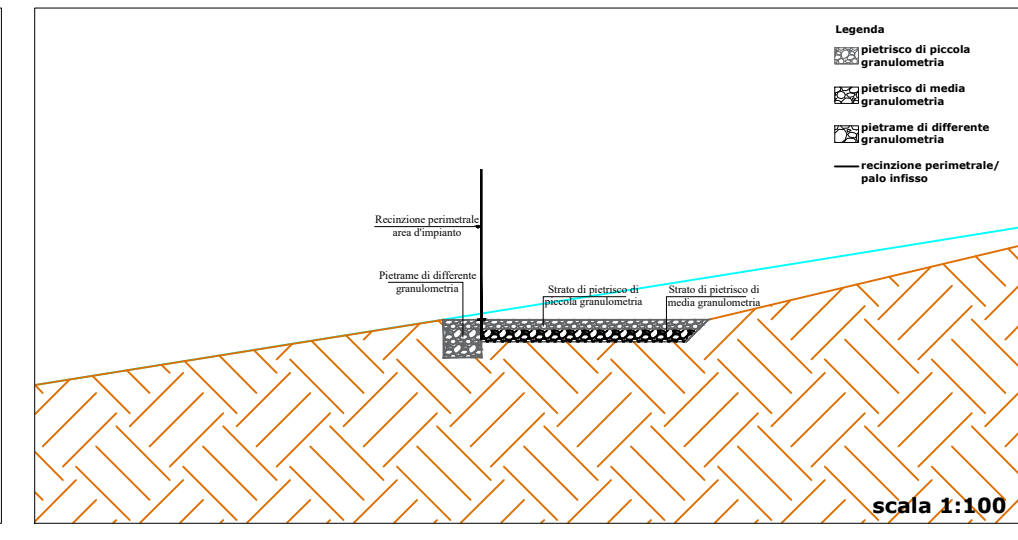 Legenda
pietrisco di piccola
granulometria
pietrisco di media
granulometria
pietrame di differente
granulometria
recinzione perimetrale/
palo infisso
Recinzione perimetrale
area d'impianto
Pietrame di differente
granulometria
Strato di pietrisco di
piccola granulometria
Strato di pietrisco di
media granulometria
scala 1:100